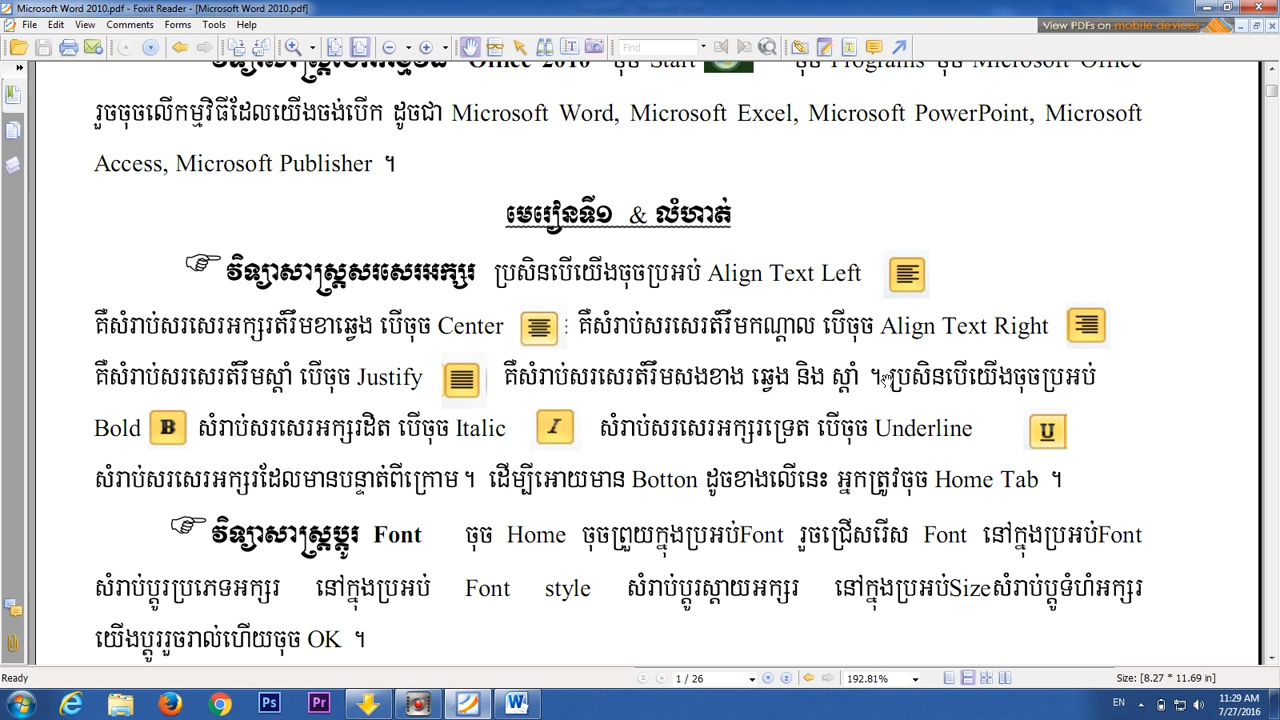 Microsoft Word 2010.pdf - Foxit Reader - [Microsoft Word 2010.pdf]
File Edit View Comments Forms Tools Help
View PDFs on mobile devices
Find
Office 2010 ចុច Start ចុច Programs ចុច Microsoft Office
រួចចុចលើកម្មវិធីដែលយើងចង់បើក ដូចជា Microsoft Word, Microsoft Excel, Microsoft PowerPoint, Microsoft
Access, Microsoft Publisher ។
មេរៀនទី១ & លំហាត់
វិទ្យាសាស្ត្រសរសេរអក្សរ ប្រសិនបើយើងចុចប្រអប់ Align Text Left
គឺសំរាប់សរសេរអក្សរតំរឹមខាឆ្វេង បើចុច Center គឺសំរាប់សរសេរតំរឹមកណ្តាល បើចុច Align Text Right
គឺសំរាប់សរសេរតំរឹមស្តាំ បើចុច Justify គឺសំរាប់សរសេរតំរឹមសងខាង ឆ្វេង និង ស្តាំ ។ ប្រសិនបើយើងចុចប្រអប់
Bold B សំរាប់សរសេរអក្សរដិត បើចុច Italic I សំរាប់សរសេរអក្សរទ្រេត បើចុច Underline U
សំរាប់សរសេរអក្សរដែលមានបន្ទាត់ពីក្រោម។ ដើម្បីអោយមាន Botton ដូចខាងលើនេះ អ្នកត្រូវចុច Home Tab ។
វិទ្យាសាស្ត្រប្តូរ Font ចុច Home ចុចព្រួយក្នុងប្រអប់Font រួចជ្រើសរើស Font នៅក្នុងប្រអប់Font
សំរាប់ប្តូរប្រភេទអក្សរ នៅក្នុងប្រអប់ Font style សំរាប់ប្តូរស្តាយអក្សរ នៅក្នុងប្រអប់Sizeសំរាប់ប្តូទំហំអក្សរ
យើងប្តូររួចរាល់ហើយចុច OK ។
Ready 1 / 26 192.81% Size: [8.27 * 11.69 in]
Ps Pr W EN 11:29 AM
7/27/2016